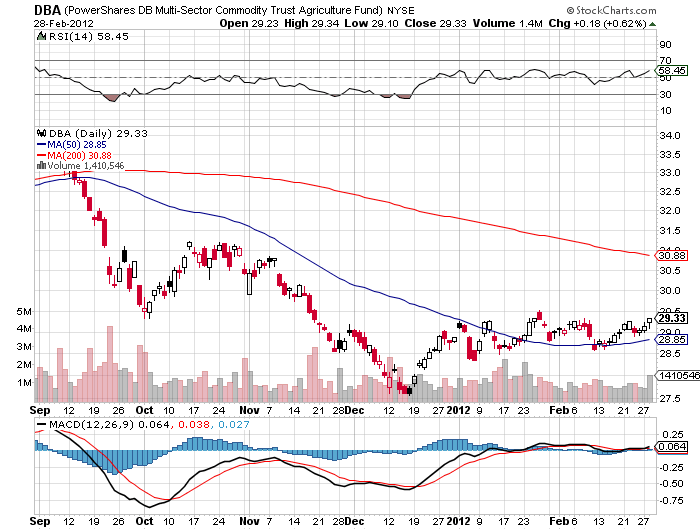 DBA (PowerShares DB Multi-Sector Commodity Trust Agriculture Fund) NYSE © StockCharts.com
28-Feb-2012 Open 29.23 High 29.34 Low 29.10 Close 29.33 Volume 1.4M Chg +0.18 (+0.62%)
RSI(14) 58.45
90
70
58.45
50
30
10
DBA (Daily) 29.33
MA(50) 28.85
MA(200) 30.88
Volume 1,410,546
34.0
33.5
33.0
32.5
32.0
31.5
30.88
30.5
30.0
29.5
29.33
29.0
28.85
1410546
27.5
5M
4M
3M
2M
1M
Sep 12 19 26 Oct 10 17 24 Nov 7 14 21 28 Dec 12 19 27 2012 9 17 23 Feb 6 13 21 27
MACD(12,26,9) 0.064, 0.038, 0.027
0.25
0.064
-0.25
-0.50
-0.75
Sep 12 19 26 Oct 10 17 24 Nov 7 14 21 28 Dec 12 19 27 2012 9 17 23 Feb 6 13 21 27